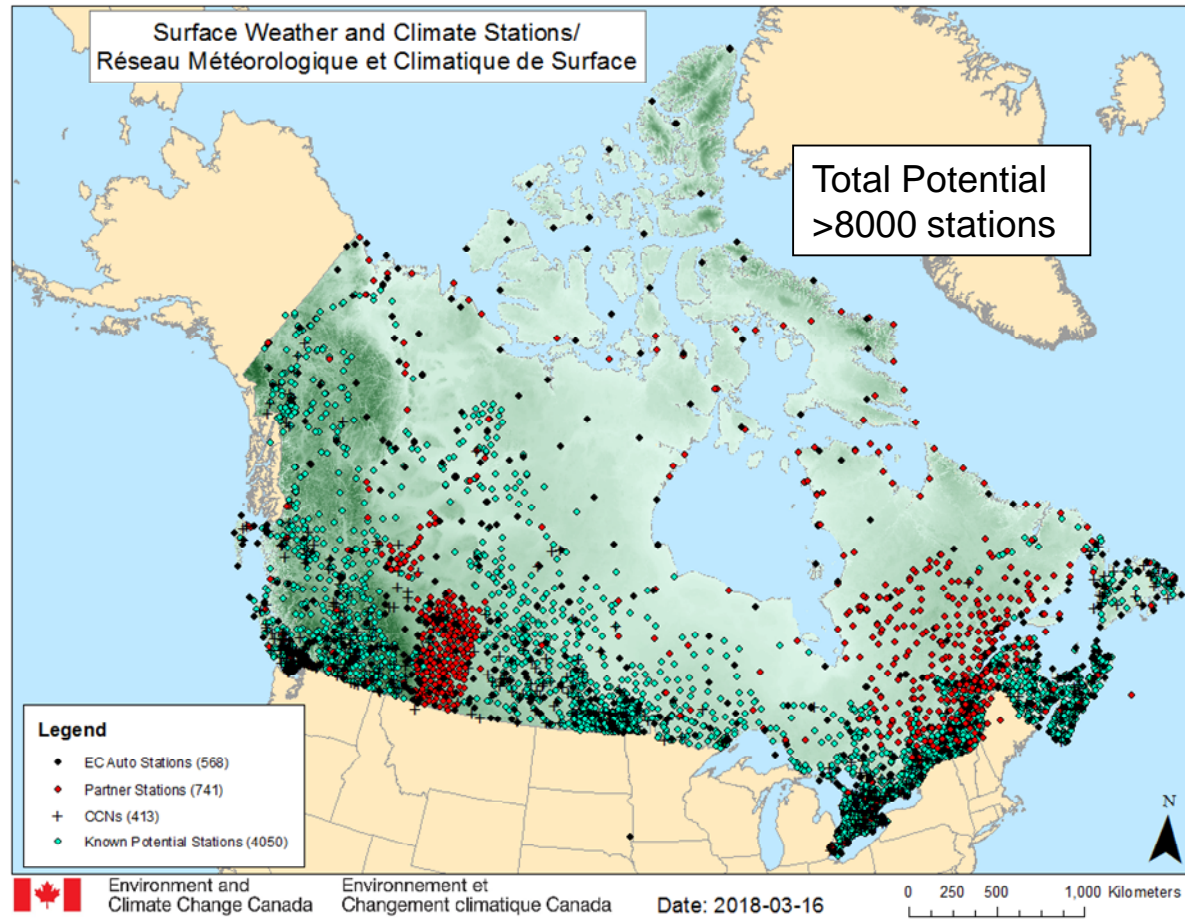 Surface Weather and Climate Stations/
Réseau Météorologique et Climatique de Surface
Total Potential
>8000 stations
Legend
EC Auto Stations (568)
Partner Stations (741)
CCNs (413)
Known Potential Stations (4050)
N
Environment and
Climate Change Canada
Environnement et
Changement climatique Canada
Date: 2018-03-16
0 250 500 1,000 Kilometers